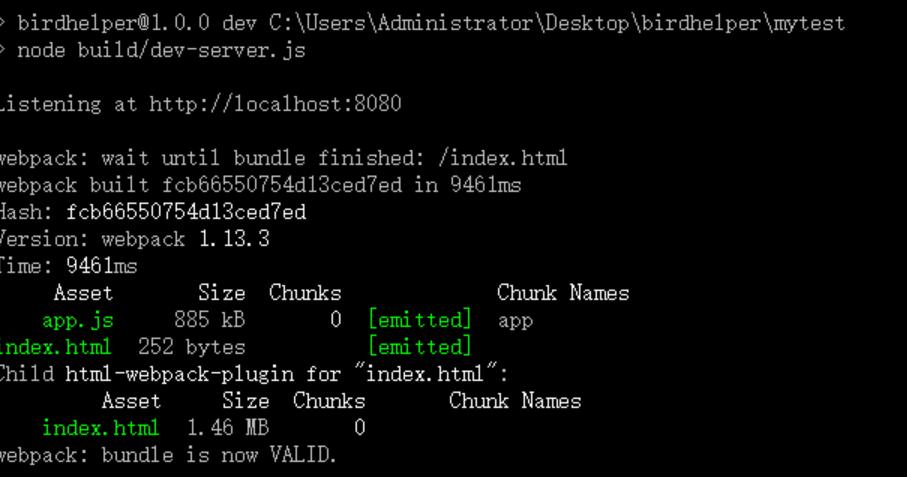 > birdhelper@1.0.0 dev C:\Users\Administrator\Desktop\birdhelper\mytest
> node build/dev-server.js
Listening at http://localhost:8080
webpack: wait until bundle finished: /index.html
webpack built fcb66550754d13ced7ed in 9461ms
Hash: fcb66550754d13ced7ed
Version: webpack 1.13.3
Time: 9461ms
Asset Size Chunks Chunk Names
app.js 885 kB 0 [emitted] app
index.html 252 bytes [emitted]
Child html-webpack-plugin for "index.html":
Asset Size Chunks Chunk Names
index.html 1.46 MB 0
webpack: bundle is now VALID.